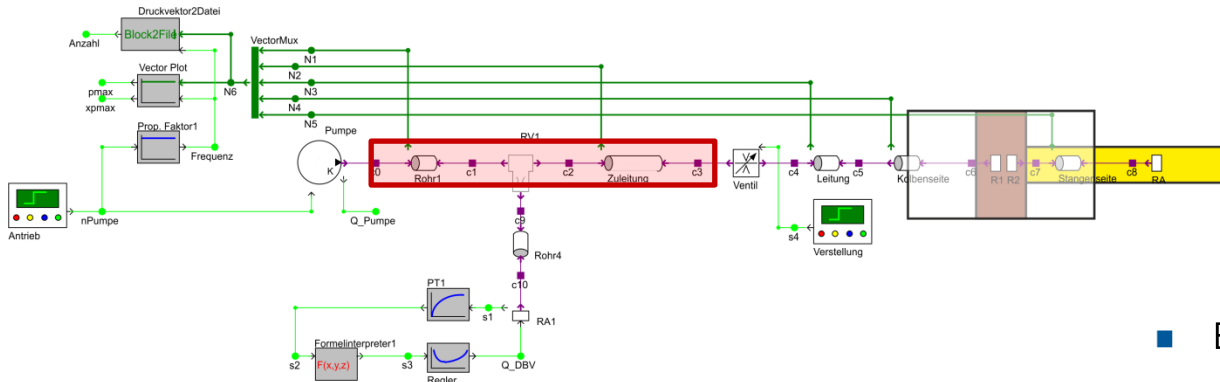 Druckvektor2Datei
Block2File
Anzahl
VectorMux
N1
N2
N3
N4
N5
N6
Vector Plot
pmax
xpmax
Prop. Faktor1
Frequenz
Pumpe
K
RV1
c0
Rohr1
c1
c2
Zuleitung
c3
Ventil
c4
Leitung
c5
Kolbenseite
c6
R1
R2
c7
Stangenseite
c8
RA
Antrieb
nPumpe
Q_Pumpe
c9
Rohr4
c10
s4
Verstellung
PT1
s1
RA1
s2
Formelinterpreter1
F(x,y,z)
s3
Regler
Q_DBV